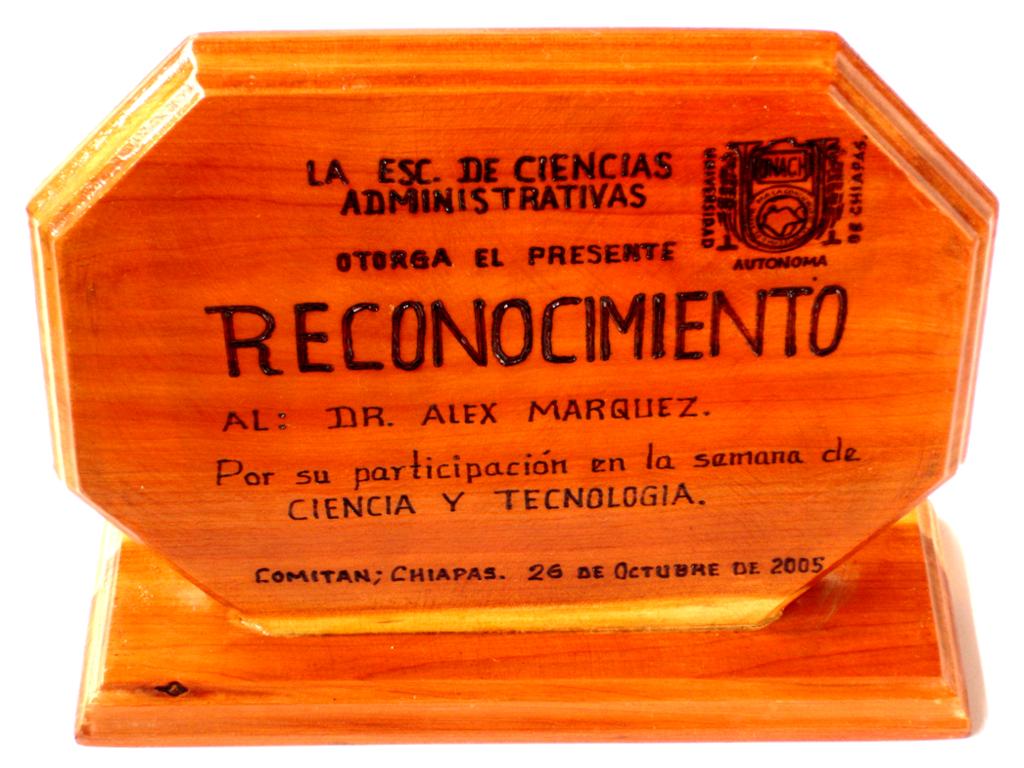 LA ESC. DE CIENCIAS
ADMINISTRATIVAS
OTORGA EL PRESENTE
UNACH
UNIVERSIDAD
AUTONOMA
DE CHIAPAS.
RECONOCIMIENTO
AL: DR. ALEX MARQUEZ.
Por su participación en la semana de
CIENCIA Y TECNOLOGIA.
COMITAN; CHIAPAS. 26 DE OCTUBRE DE 2005